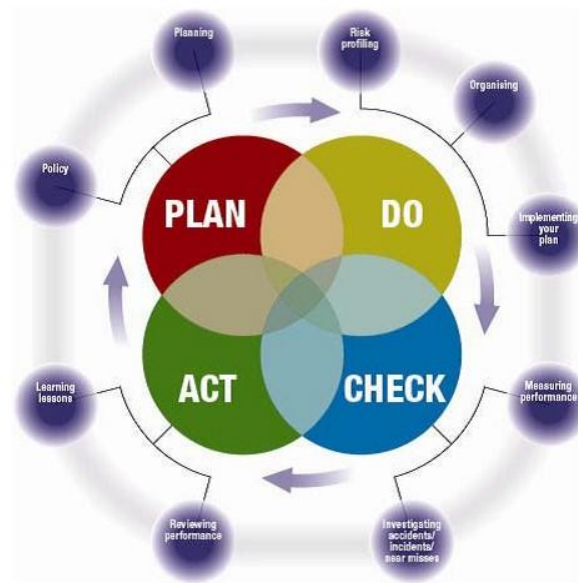 Planning
Risk
profiling
Organising
Policy
PLAN
DO
Implementing
your
plan
ACT
CHECK
Learning
lessons
Measuring
performance
Reviewing
performance
Investigating
accidents/
incidents/
near misses